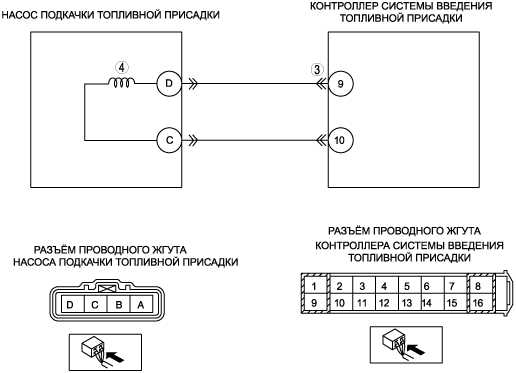 НАСОС ПОДКАЧКИ ТОПЛИВНОЙ ПРИСАДКИ
КОНТРОЛЛЕР СИСТЕМЫ ВВЕДЕНИЯ
ТОПЛИВНОЙ ПРИСАДКИ
4
3
D
9
C
10
РАЗЪЁМ ПРОВОДНОГО ЖГУТА
НАСОСА ПОДКАЧКИ ТОПЛИВНОЙ ПРИСАДКИ
D C B A
РАЗЪЁМ ПРОВОДНОГО ЖГУТА
КОНТРОЛЛЕРА СИСТЕМЫ ВВЕДЕНИЯ
ТОПЛИВНОЙ ПРИСАДКИ
1 2 3 4 5 6 7 8
9 10 11 12 13 14 15 16